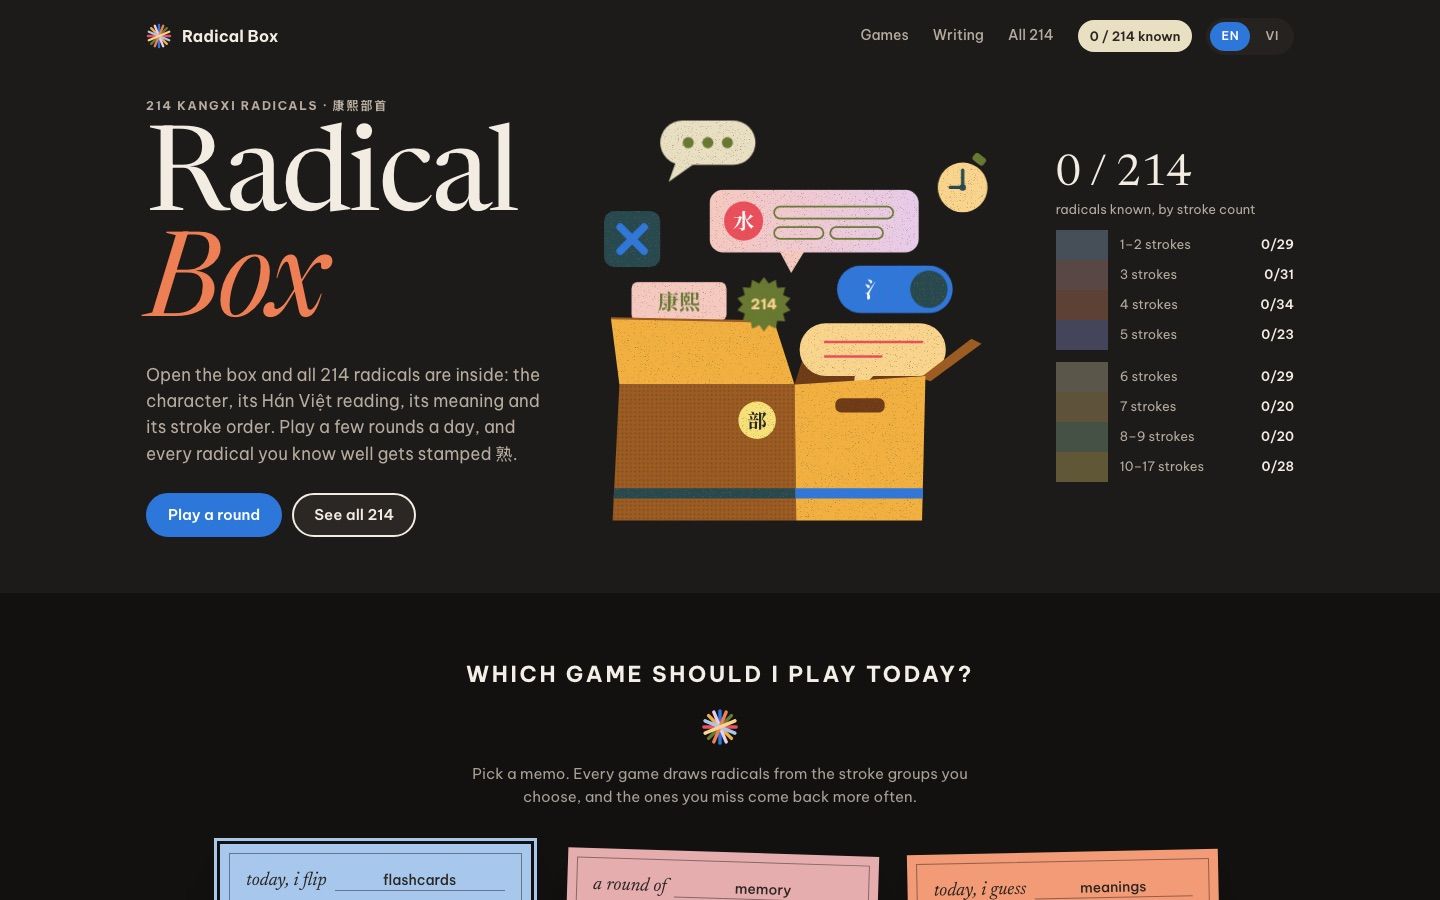 Radical Box
Games
Writing
All 214
0 / 214 known
EN
VI
214 KANGXI RADICALS · 康熙部首
Radical
Box
Open the box and all 214 radicals are inside: the
character, its Hán Việt reading, its meaning and
its stroke order. Play a few rounds a day, and
every radical you know well gets stamped 熟.
Play a round
See all 214
水
氵
康熙
214
部
0 / 214
radicals known, by stroke count
1–2 strokes 0/29
3 strokes 0/31
4 strokes 0/34
5 strokes 0/23
6 strokes 0/29
7 strokes 0/20
8–9 strokes 0/20
10–17 strokes 0/28
WHICH GAME SHOULD I PLAY TODAY?
Pick a memo. Every game draws radicals from the stroke groups you
choose, and the ones you miss come back more often.
today, i flip flashcards
a round of memory
today, i guess meanings